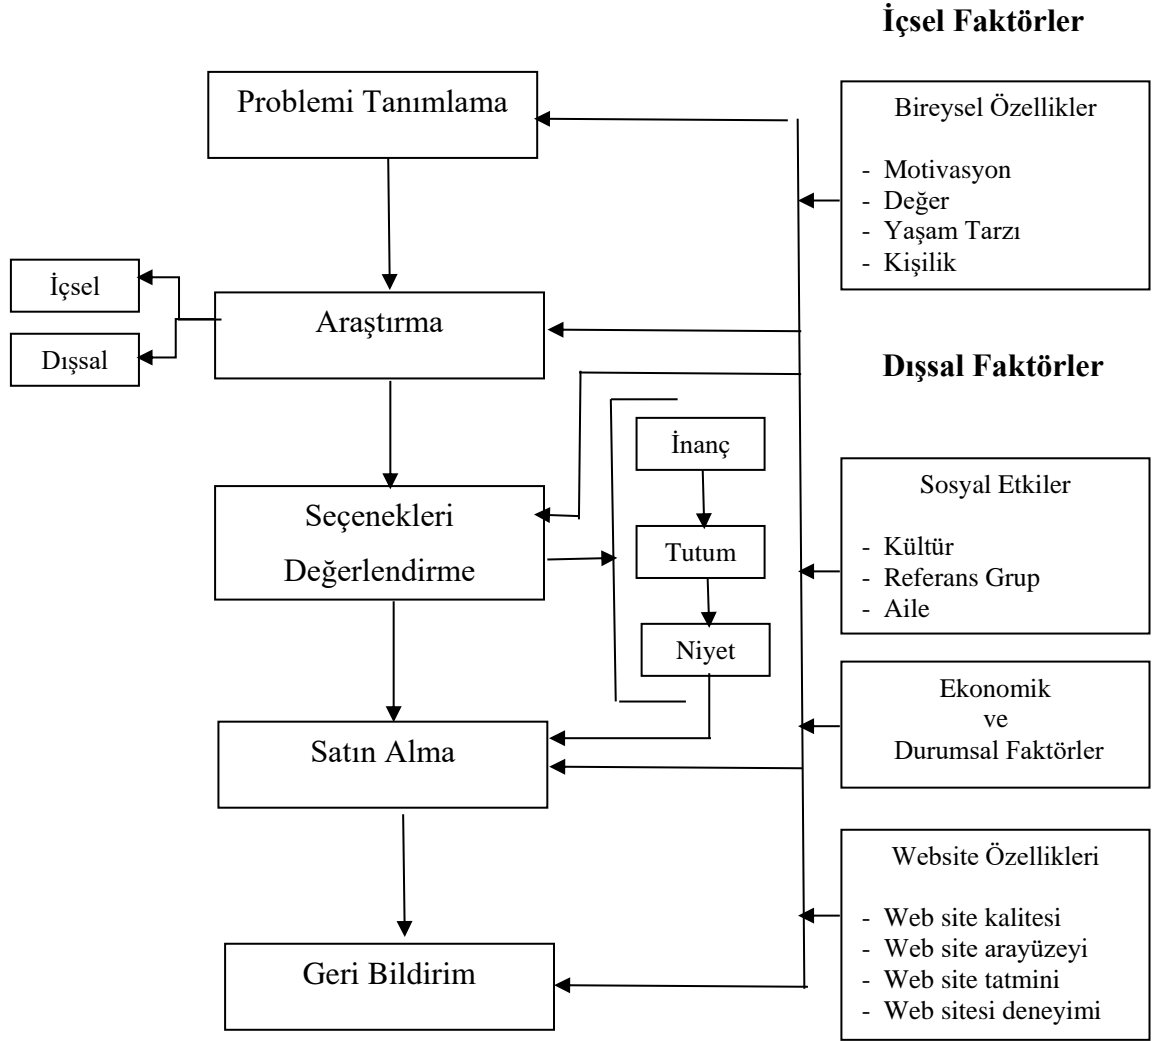 İçsel Faktörler
Problemi Tanımlama
Bireysel Özellikler
- Motivasyon
- Değer
- Yaşam Tarzı
- Kişilik
İçsel
Dışsal
Araştırma
Dışsal Faktörler
İnanç
Tutum
Niyet
Seçenekleri
Değerlendirme
Sosyal Etkiler
- Kültür
- Referans Grup
- Aile
Ekonomik
ve
Durumsal Faktörler
Satın Alma
Website Özellikleri
- Web site kalitesi
- Web site arayüzeyi
- Web site tatmini
- Web sitesi deneyimi
Geri Bildirim